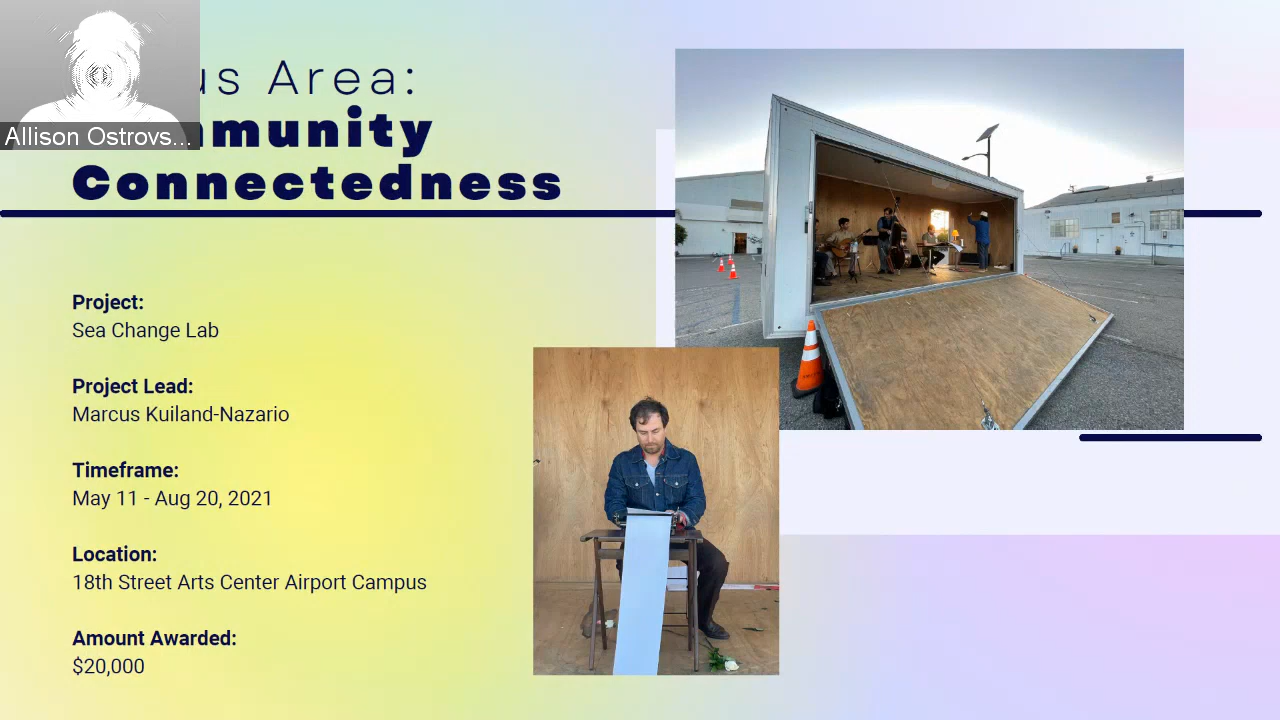 Allison Ostrovs...
us Area:
mmunity
Connectedness
Project:
Sea Change Lab
Project Lead:
Marcus Kuiland-Nazario
Timeframe:
May 11 - Aug 20, 2021
Location:
18th Street Arts Center Airport Campus
Amount Awarded:
$20,000